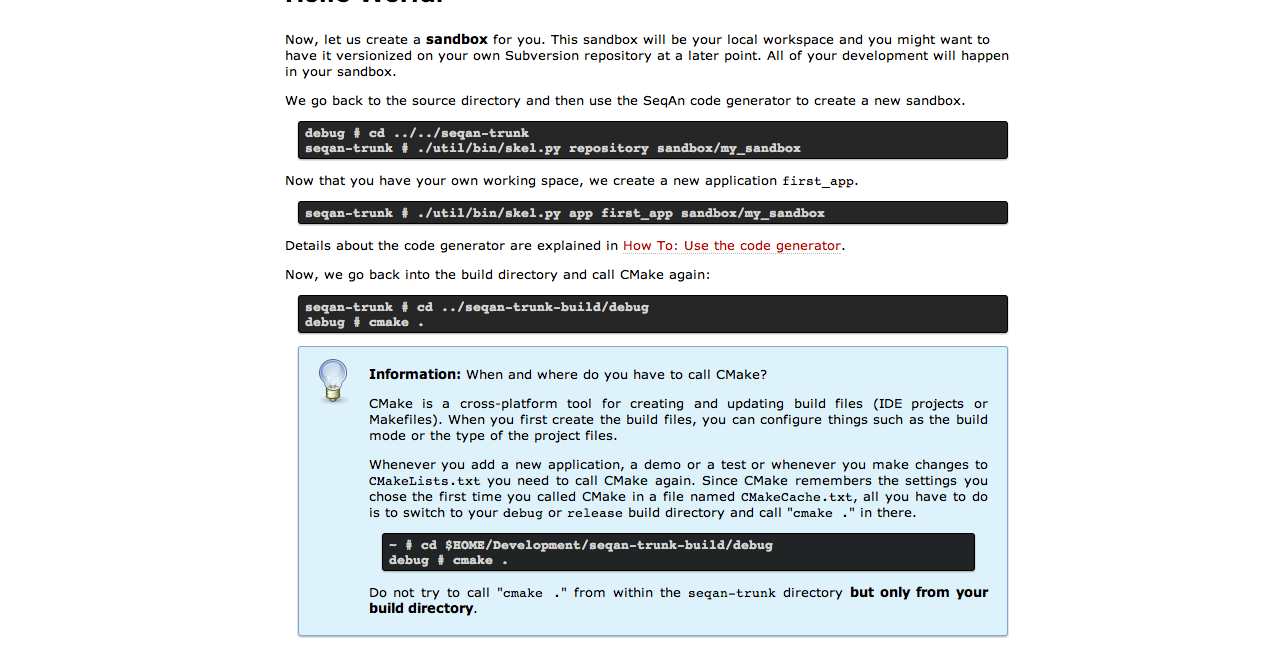 Hello World!
Now, let us create a sandbox for you. This sandbox will be your local workspace and you might want to
have it versionized on your own Subversion repository at a later point. All of your development will happen
in your sandbox.
We go back to the source directory and then use the SeqAn code generator to create a new sandbox.
debug # cd ../../seqan-trunk
seqan-trunk # ./util/bin/skel.py repository sandbox/my_sandbox
Now that you have your own working space, we create a new application first_app.
seqan-trunk # ./util/bin/skel.py app first_app sandbox/my_sandbox
Details about the code generator are explained in How To: Use the code generator.
Now, we go back into the build directory and call CMake again:
seqan-trunk # cd ../seqan-trunk-build/debug
debug # cmake .
Information: When and where do you have to call CMake?
CMake is a cross-platform tool for creating and updating build files (IDE projects or
Makefiles). When you first create the build files, you can configure things such as the build
mode or the type of the project files.
Whenever you add a new application, a demo or a test or whenever you make changes to
CMakeLists.txt you need to call CMake again. Since CMake remembers the settings you
chose the first time you called CMake in a file named CMakeCache.txt, all you have to do
is to switch to your debug or release build directory and call "cmake ." in there.
~ # cd $HOME/Development/seqan-trunk-build/debug
debug # cmake .
Do not try to call "cmake ." from within the seqan-trunk directory but only from your
build directory.